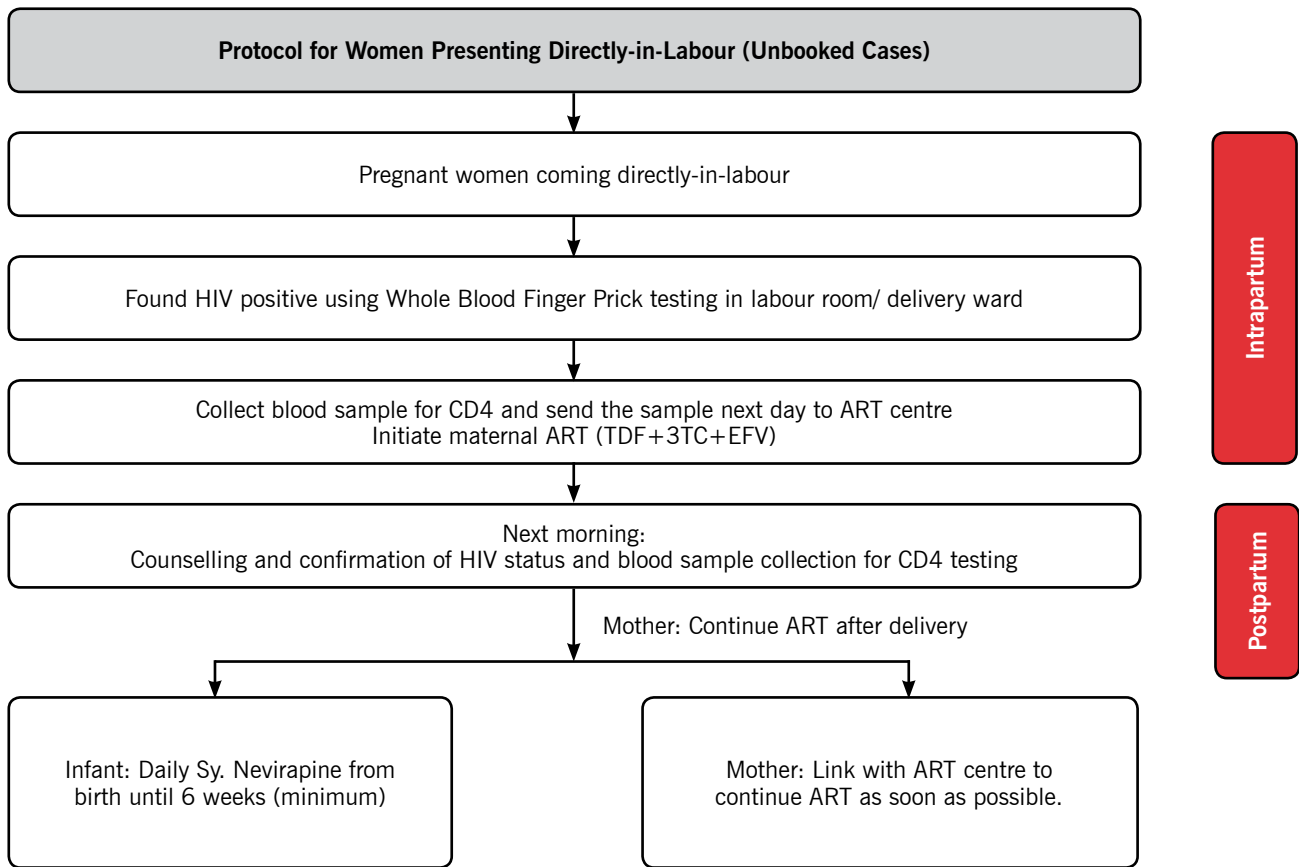 Protocol for Women Presenting Directly-in-Labour (Unbooked Cases)
Pregnant women coming directly-in-labour
Found HIV positive using Whole Blood Finger Prick testing in labour room/ delivery ward
Collect blood sample for CD4 and send the sample next day to ART centre
Initiate maternal ART (TDF+3TC+EFV)
Intrapartum
Next morning:
Counselling and confirmation of HIV status and blood sample collection for CD4 testing
Postpartum
Mother: Continue ART after delivery
Infant: Daily Sy. Nevirapine from
birth until 6 weeks (minimum)
Mother: Link with ART centre to
continue ART as soon as possible.